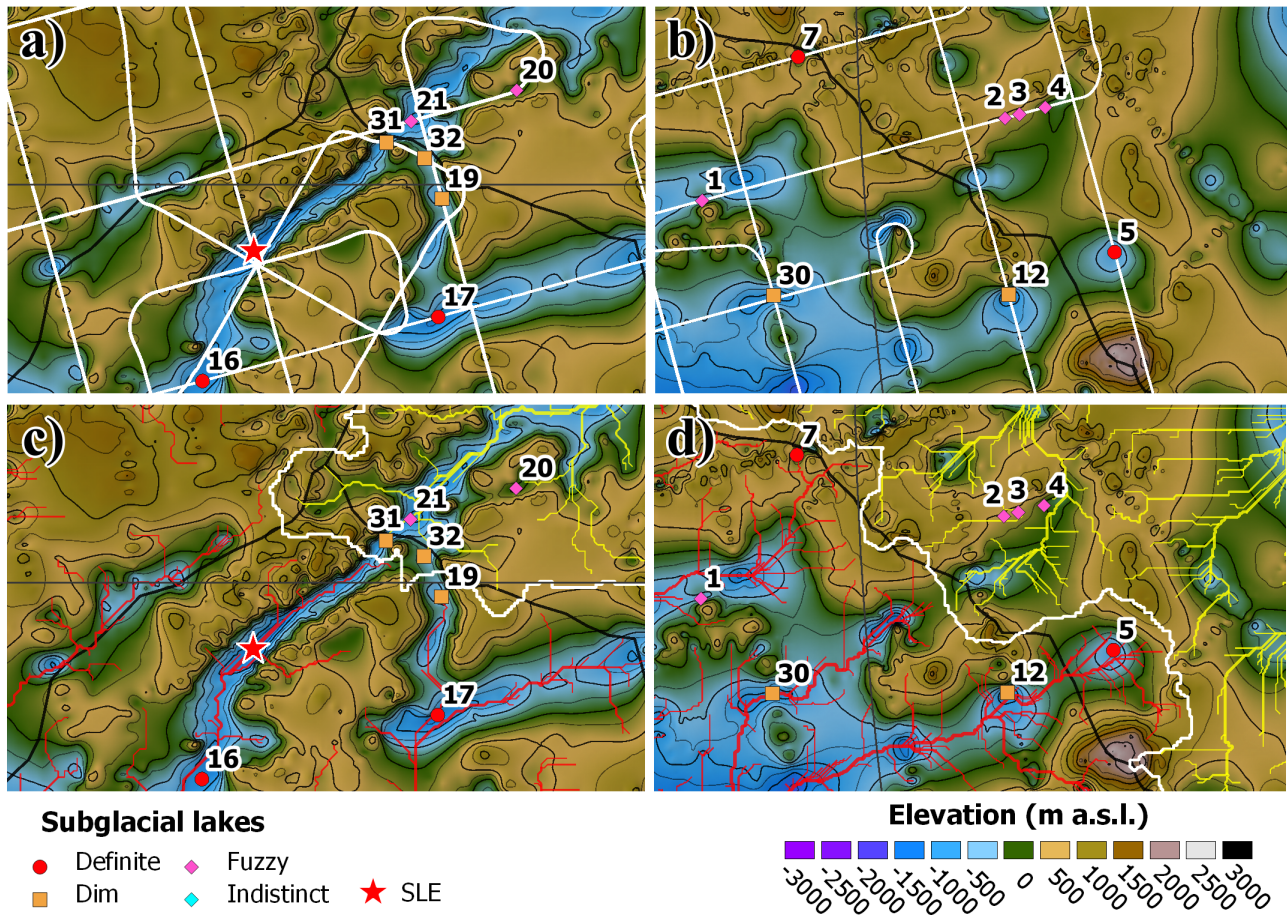 a)
20
21
31
32
19
17
16
b)
7
2 3 4
1
5
30
12
c)
20
21
31
32
19
17
16
d)
7
2 3 4
1
5
30
12
Subglacial lakes
Definite
Fuzzy
Dim
Indistinct
SLE
Elevation (m a.s.l.)
-3000
-2500
-2000
-1500
-1000
-500
0
500
1000
1500
2000
2500
3000